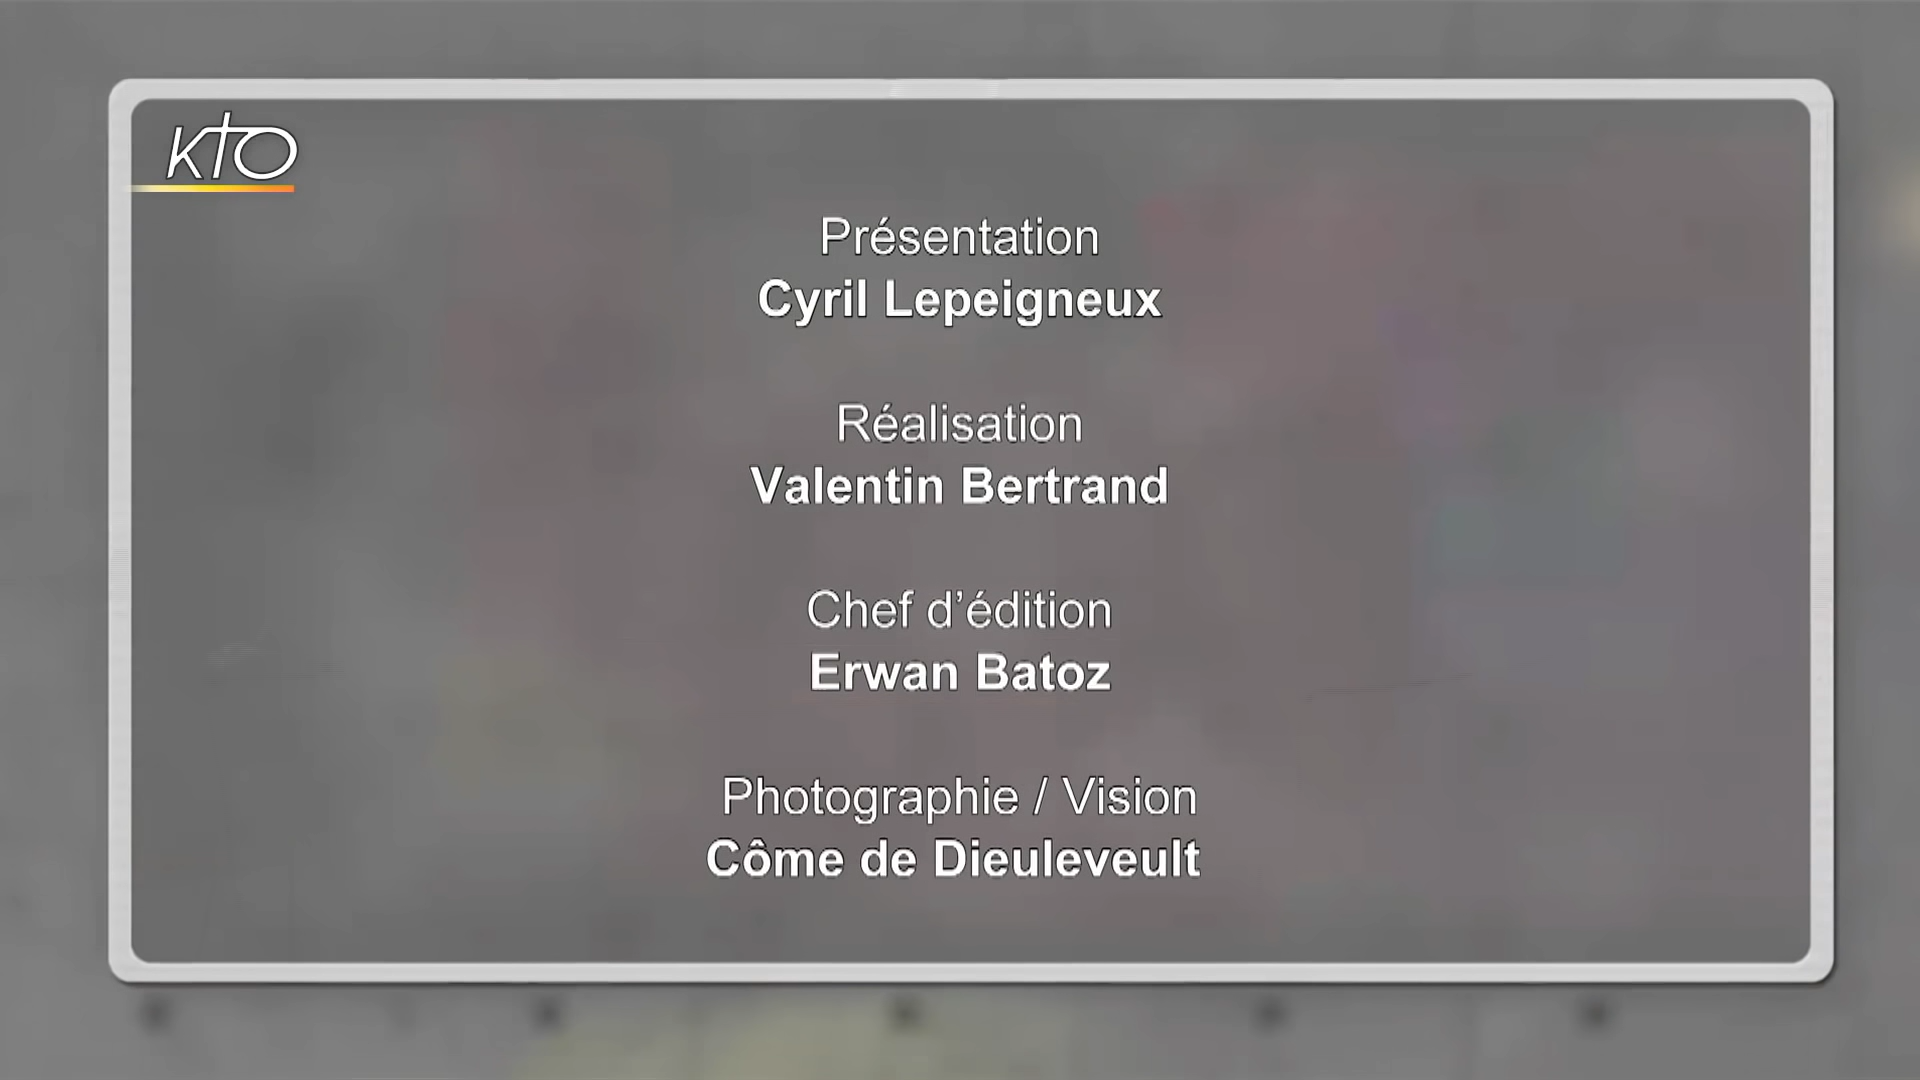 KTO
Présentation
Cyril Lepeigneux
Réalisation
Valentin Bertrand
Chef d’édition
Erwan Batoz
Photographie / Vision
Côme de Dieuleveult